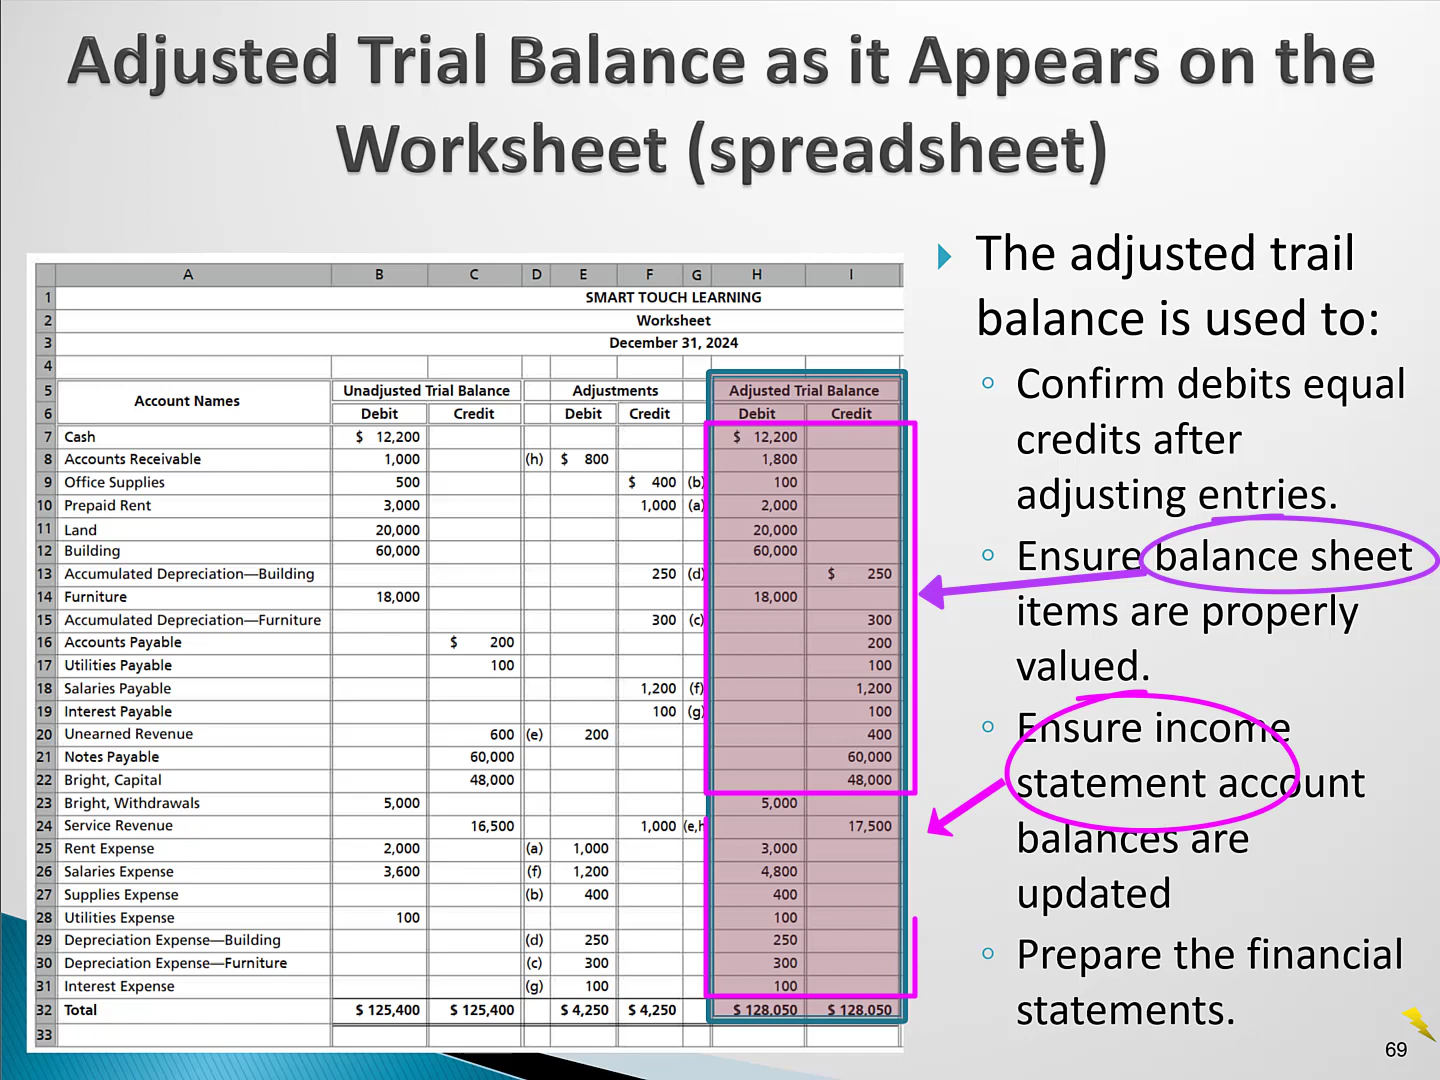 Adjusted Trial Balance as it Appears on the
Worksheet (spreadsheet)
A B C D E F G H I
1 SMART TOUCH LEARNING
2 Worksheet
3 December 31, 2024
4
5 Account Names Unadjusted Trial Balance Adjustments Adjusted Trial Balance
6 Debit Credit Debit Credit Debit Credit
7 Cash $ 12,200 $ 12,200
8 Accounts Receivable 1,000 (h) $ 800 1,800
9 Office Supplies 500 $ 400 (b) 100
10 Prepaid Rent 3,000 1,000 (a) 2,000
11 Land 20,000 20,000
12 Building 60,000 60,000
13 Accumulated Depreciation—Building 250 (d) $ 250
14 Furniture 18,000 18,000
15 Accumulated Depreciation—Furniture 300 (c) 300
16 Accounts Payable $ 200 200
17 Utilities Payable 100 100
18 Salaries Payable 1,200 (f) 1,200
19 Interest Payable 100 (g) 100
20 Unearned Revenue 600 (e) 200 400
21 Notes Payable 60,000 60,000
22 Bright, Capital 48,000 48,000
23 Bright, Withdrawals 5,000 5,000
24 Service Revenue 16,500 1,000 (e,h 17,500
25 Rent Expense 2,000 (a) 1,000 3,000
26 Salaries Expense 3,600 (f) 1,200 4,800
27 Supplies Expense (b) 400 400
28 Utilities Expense 100 100
29 Depreciation Expense—Building (d) 250 250
30 Depreciation Expense—Furniture (c) 300 300
31 Interest Expense (g) 100 100
32 Total $ 125,400 $ 125,400 $ 4,250 $ 4,250 $ 128,050 $ 128,050
33
The adjusted trail
balance is used to:
Confirm debits equal
credits after
adjusting entries.
Ensure balance sheet
items are properly
valued.
Ensure income
statement account
balances are
updated
Prepare the financial
statements.
69